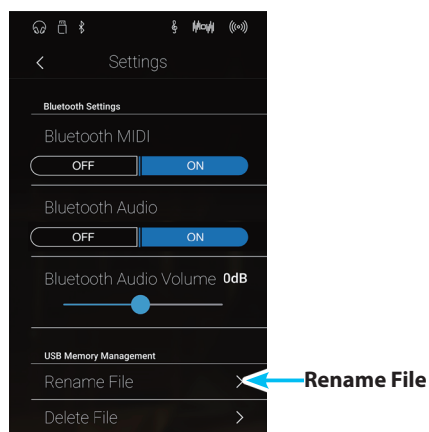 Settings
Bluetooth Settings
Bluetooth MIDI
OFF ON
Bluetooth Audio
OFF ON
Bluetooth Audio Volume 0dB
USB Memory Management
Rename File
Rename File
Delete File